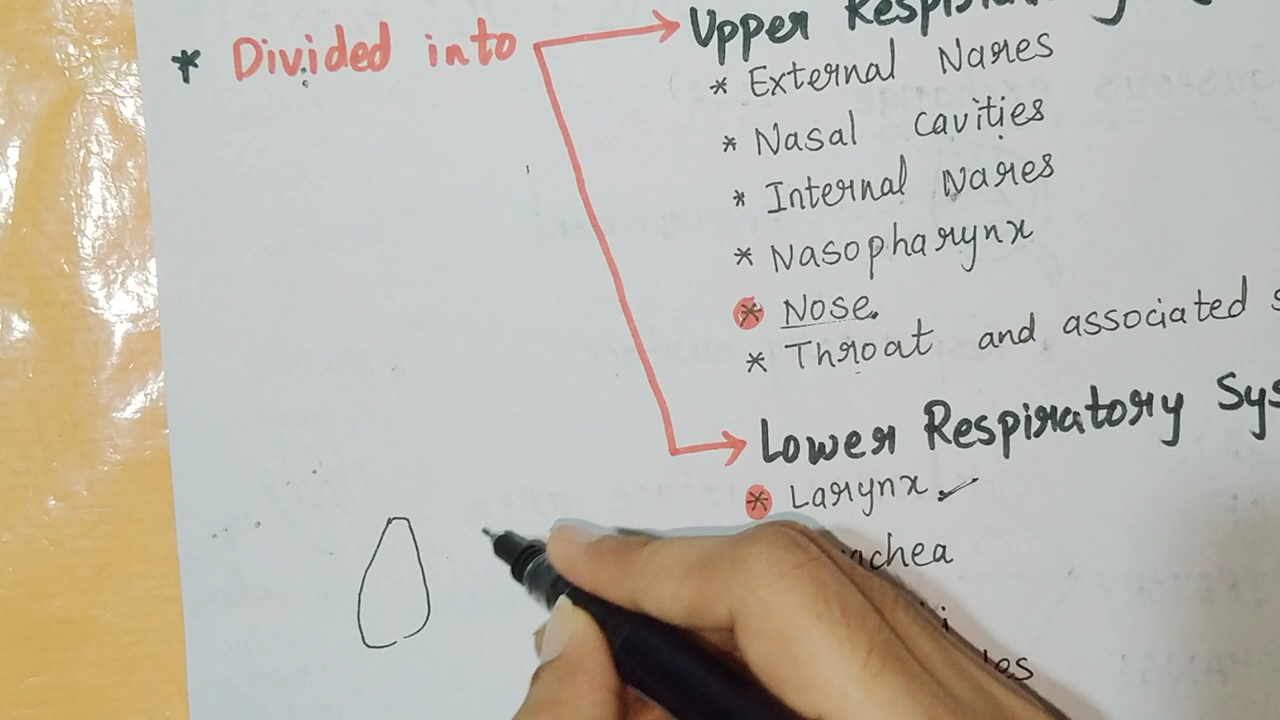 * Divided into
Upper
* External Nares
* Nasal cavities
* Internal Nares
* Nasopharynx
* Nose.
* Throat and associated
Lower Respiratory
* Larynx